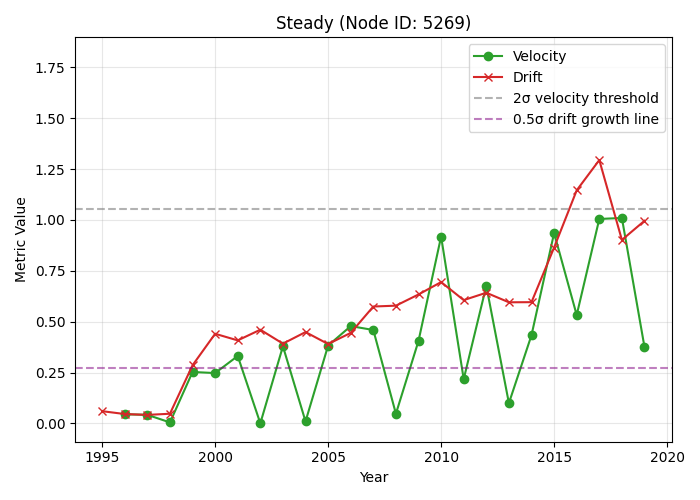 Steady (Node ID: 5269)
Velocity
Drift
2σ velocity threshold
0.5σ drift growth line
Metric Value
1.75
1.50
1.25
1.00
0.75
0.50
0.25
0.00
1995
2000
2005
2010
2015
2020
Year